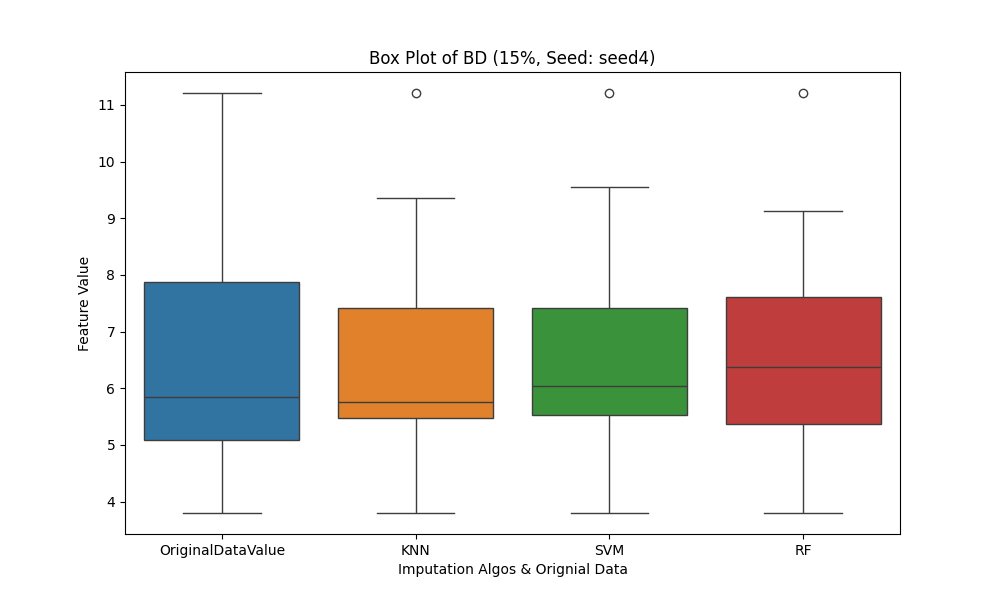 Box Plot of BD (15%, Seed: seed4)
Feature Value
11
10
9
8
7
6
5
4
OriginalDataValue
KNN
SVM
RF
Imputation Algos & Orignial Data